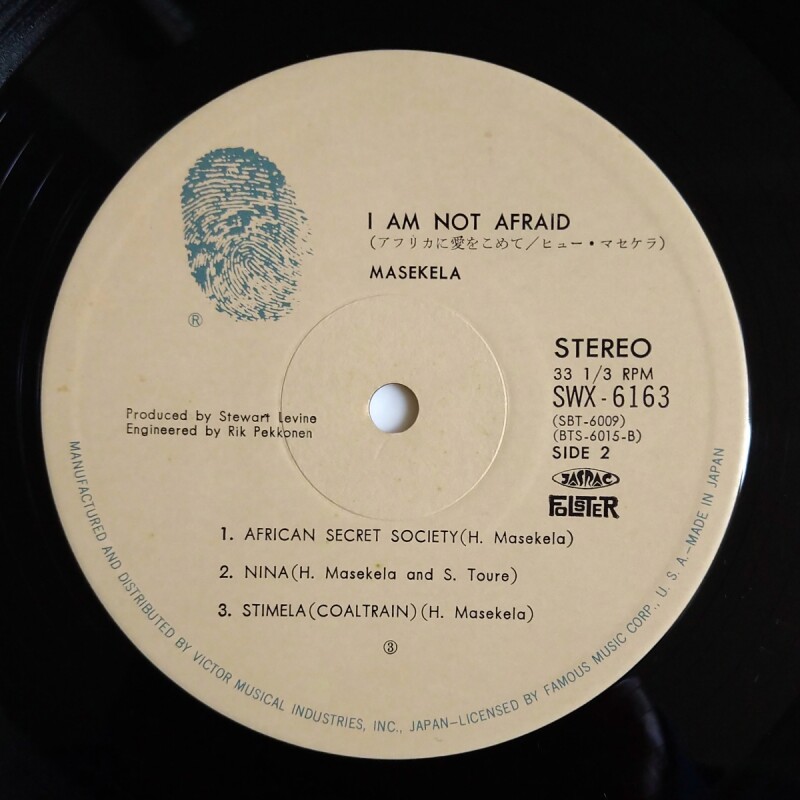 I AM NOT AFRAID
(アフリカに愛をこめて/ヒュー・マセケラ)
MASEKELA
®
STEREO
33 1/3 RPM
SWX-6163
(SBT-6009)
(BTS-6015-B)
SIDE 2
JASRAC
FOLSTER
Produced by Stewart Levine
Engineered by Rik Pekkonen
1. AFRICAN SECRET SOCIETY(H. Masekela)
2. NINA(H. Masekela and S. Toure)
3. STIMELA(COALTRAIN)(H. Masekela)
③
MANUFACTURED AND DISTRIBUTED BY VICTOR MUSICAL INDUSTRIES, INC., JAPAN–LICENSED BY FAMOUS MUSIC CORP., U. S. A.–MADE IN JAPAN